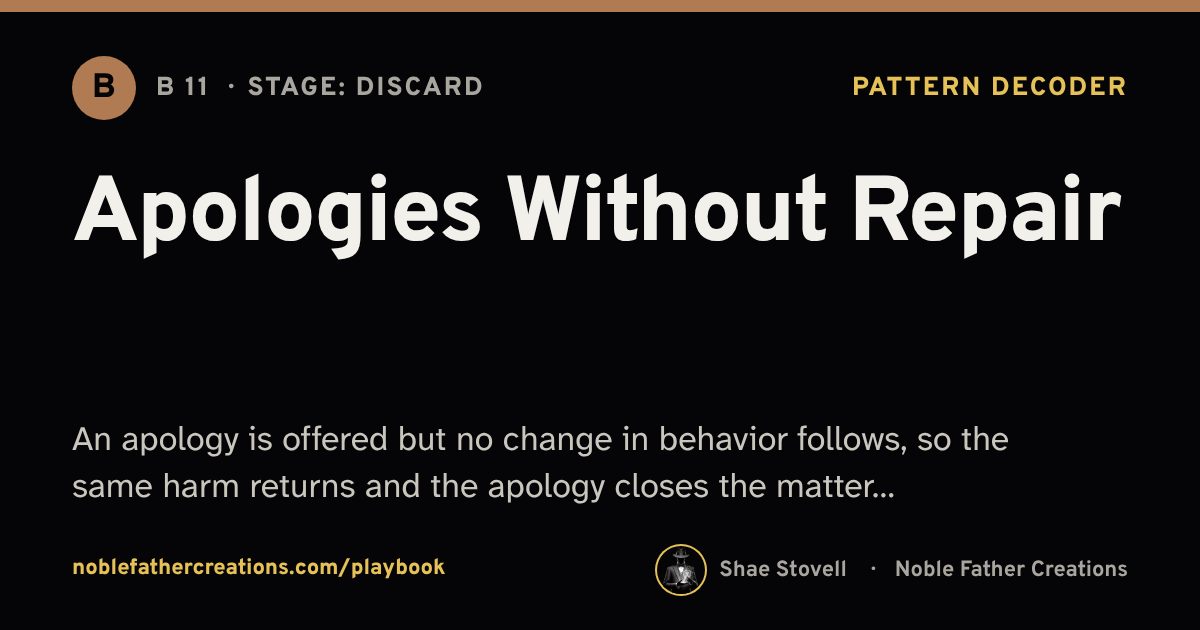 B
B 11 · STAGE: DISCARD
PATTERN DECODER
Apologies Without Repair
An apology is offered but no change in behavior follows, so the
same harm returns and the apology closes the matter...
noblefathercreations.com/playbook
Shae Stovell · Noble Father Creations